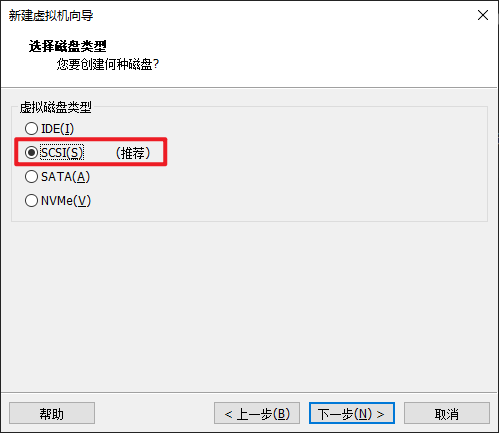 新建虚拟机向导
选择磁盘类型
您要创建何种磁盘?
虚拟磁盘类型
IDE(I)
SCSI(S) （推荐）
SATA(A)
NVMe(V)
帮助 < 上一步(B) 下一步(N) > 取消